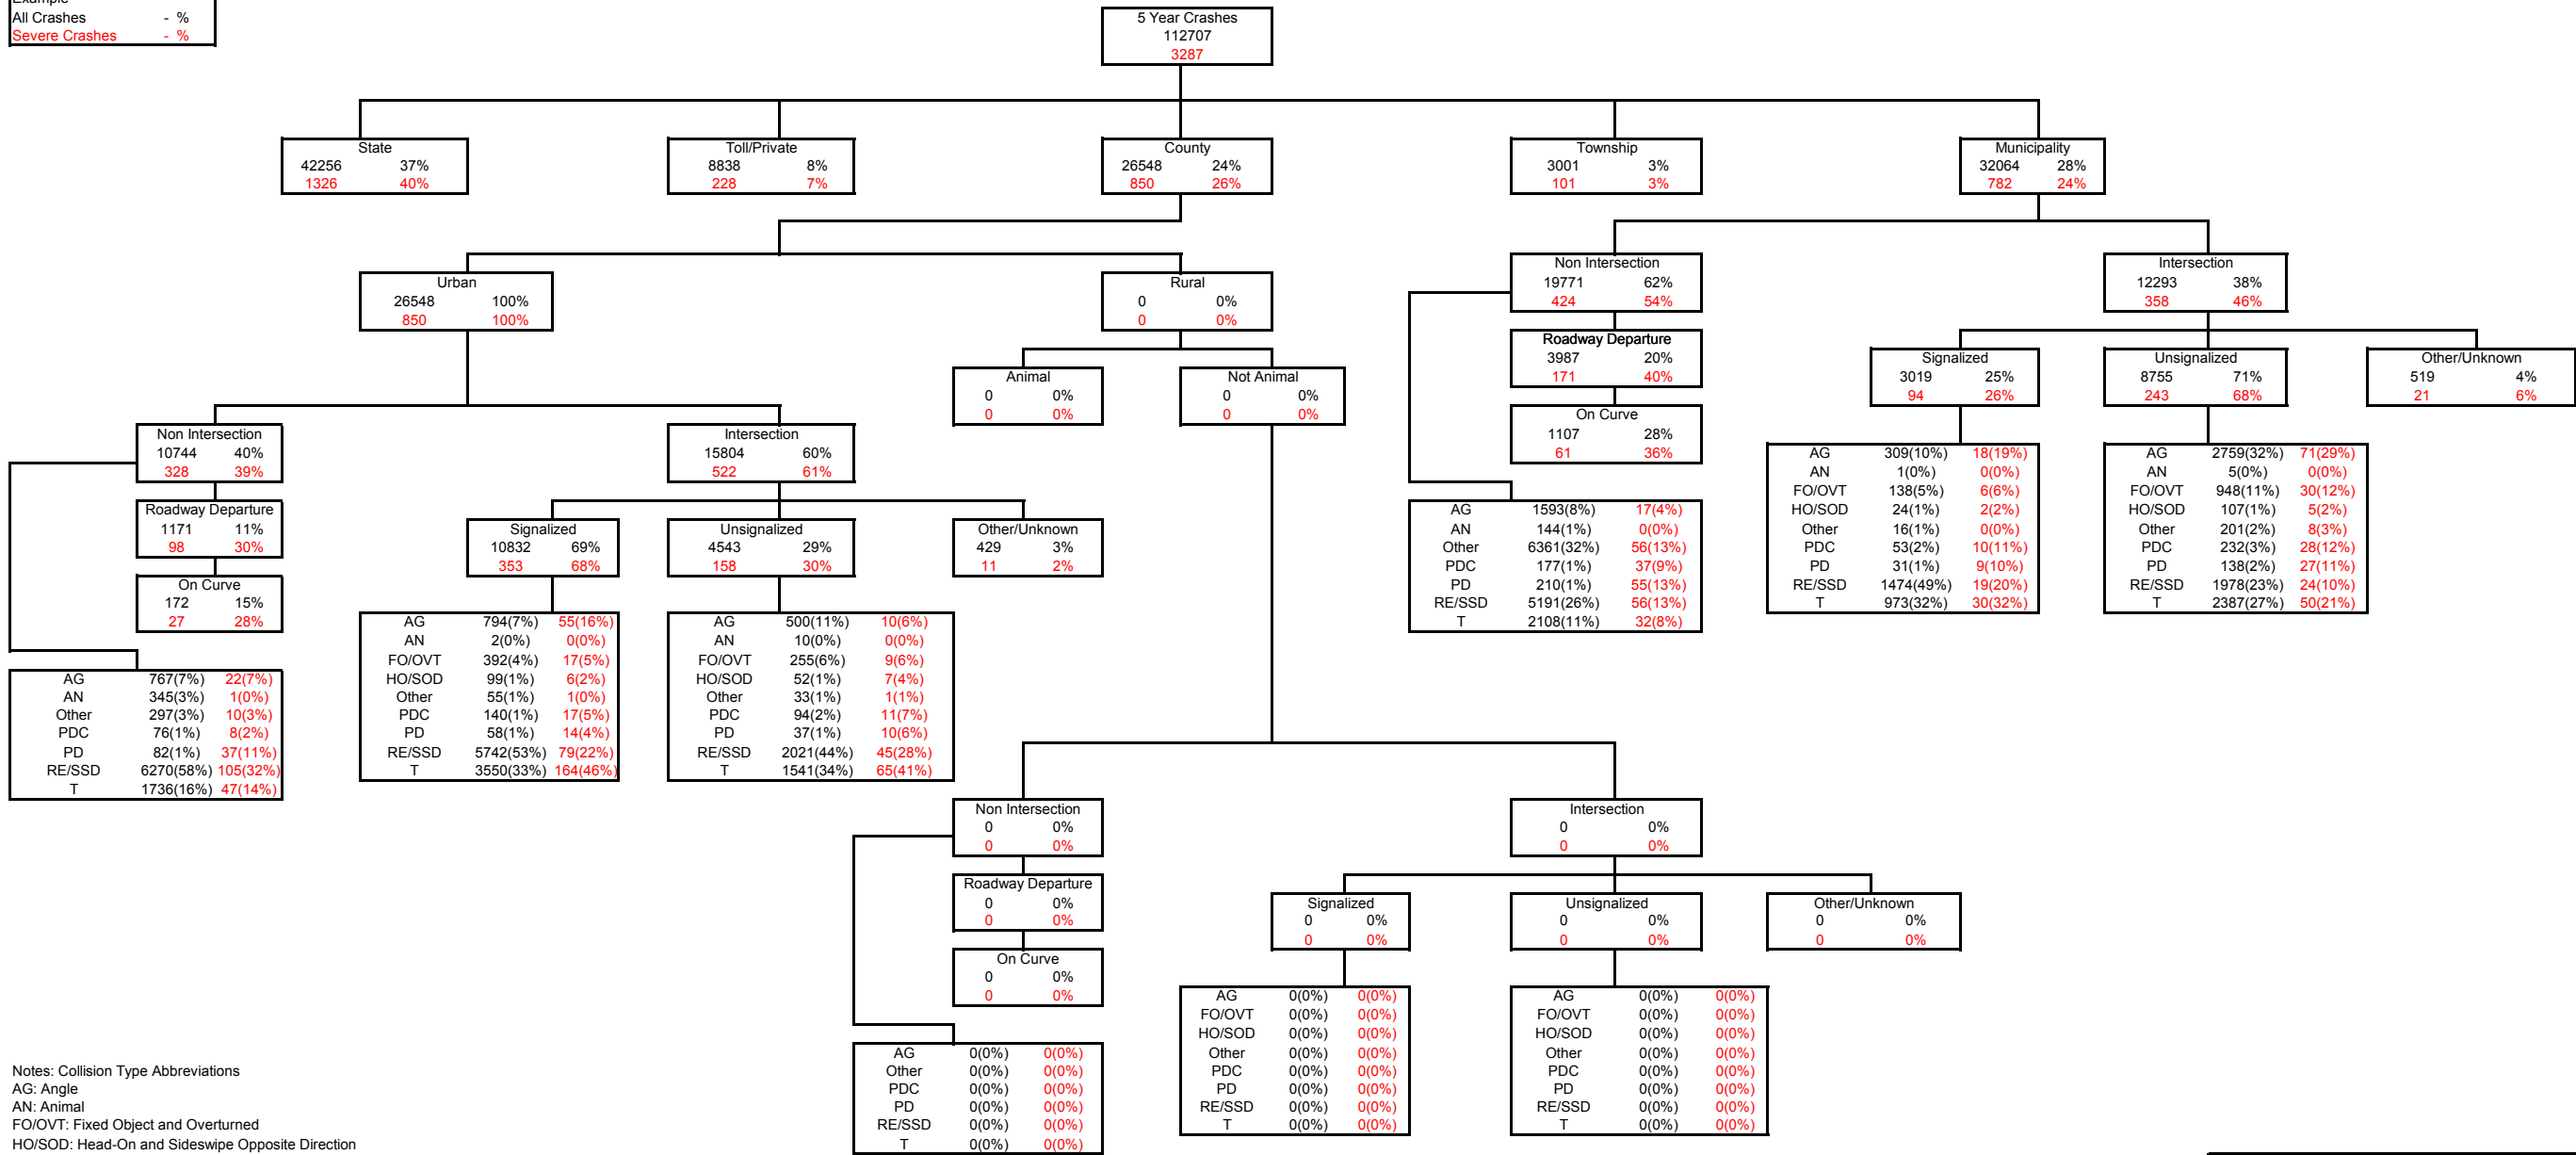 Example
All Crashes - %
Severe Crashes - %
5 Year Crashes
112707
3287
State
42256 37%
1326 40%
Toll/Private
8838 8%
228 7%
County
26548 24%
850 26%
Township
3001 3%
101 3%
Municipality
32064 28%
782 24%
Urban
26548 100%
850 100%
Rural
0 0%
0 0%
Non Intersection
19771 62%
424 54%
Intersection
12293 38%
358 46%
Roadway Departure
3987 20%
171 40%
On Curve
1107 28%
61 36%
Signalized
3019 25%
94 26%
Unsignalized
8755 71%
243 68%
Other/Unknown
519 4%
21 6%
Animal
0 0%
0 0%
Not Animal
0 0%
0 0%
Non Intersection
10744 40%
328 39%
Intersection
15804 60%
522 61%
Roadway Departure
1171 11%
98 30%
On Curve
172 15%
27 28%
Signalized
10832 69%
353 68%
Unsignalized
4543 29%
158 30%
Other/Unknown
429 3%
11 2%
AG 1593(8%) 17(4%)
AN 144(1%) 0(0%)
Other 6361(32%) 56(13%)
PDC 177(1%) 37(9%)
PD 210(1%) 55(13%)
RE/SSD 5191(26%) 56(13%)
T 2108(11%) 32(8%)
AG 309(10%) 18(19%)
AN 1(0%) 0(0%)
FO/OVT 138(5%) 6(6%)
HO/SOD 24(1%) 2(2%)
Other 16(1%) 0(0%)
PDC 53(2%) 10(11%)
PD 31(1%) 9(10%)
RE/SSD 1474(49%) 19(20%)
T 973(32%) 30(32%)
AG 2759(32%) 71(29%)
AN 5(0%) 0(0%)
FO/OVT 948(11%) 30(12%)
HO/SOD 107(1%) 5(2%)
Other 201(2%) 8(3%)
PDC 232(3%) 28(12%)
PD 138(2%) 27(11%)
RE/SSD 1978(23%) 24(10%)
T 2387(27%) 50(21%)
AG 767(7%) 22(7%)
AN 345(3%) 1(0%)
Other 297(3%) 10(3%)
PDC 76(1%) 8(2%)
PD 82(1%) 37(11%)
RE/SSD 6270(58%) 105(32%)
T 1736(16%) 47(14%)
AG 794(7%) 55(16%)
AN 2(0%) 0(0%)
FO/OVT 392(4%) 17(5%)
HO/SOD 99(1%) 6(2%)
Other 55(1%) 1(0%)
PDC 140(1%) 17(5%)
PD 58(1%) 14(4%)
RE/SSD 5742(53%) 79(22%)
T 3550(33%) 164(46%)
AG 500(11%) 10(6%)
AN 10(0%) 0(0%)
FO/OVT 255(6%) 9(6%)
HO/SOD 52(1%) 7(4%)
Other 33(1%) 1(1%)
PDC 94(2%) 11(7%)
PD 37(1%) 10(6%)
RE/SSD 2021(44%) 45(28%)
T 1541(34%) 65(41%)
Non Intersection
0 0%
0 0%
Intersection
0 0%
0 0%
Roadway Departure
0 0%
0 0%
On Curve
0 0%
0 0%
Signalized
0 0%
0 0%
Unsignalized
0 0%
0 0%
Other/Unknown
0 0%
0 0%
AG 0(0%) 0(0%)
Other 0(0%) 0(0%)
PDC 0(0%) 0(0%)
PD 0(0%) 0(0%)
RE/SSD 0(0%) 0(0%)
T 0(0%) 0(0%)
AG 0(0%) 0(0%)
FO/OVT 0(0%) 0(0%)
HO/SOD 0(0%) 0(0%)
Other 0(0%) 0(0%)
PDC 0(0%) 0(0%)
PD 0(0%) 0(0%)
RE/SSD 0(0%) 0(0%)
T 0(0%) 0(0%)
AG 0(0%) 0(0%)
FO/OVT 0(0%) 0(0%)
HO/SOD 0(0%) 0(0%)
Other 0(0%) 0(0%)
PDC 0(0%) 0(0%)
PD 0(0%) 0(0%)
RE/SSD 0(0%) 0(0%)
T 0(0%) 0(0%)
Notes: Collision Type Abbreviations
AG: Angle
AN: Animal
FO/OVT: Fixed Object and Overturned
HO/SOD: Head-On and Sideswipe Opposite Direction